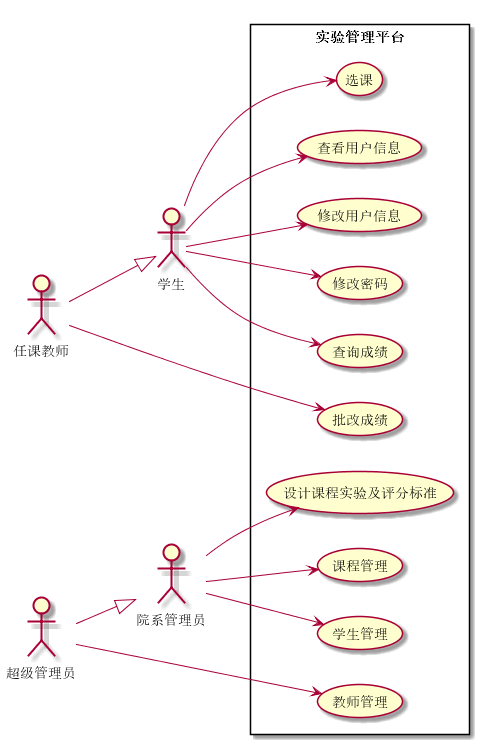 实验管理平台
选课
查看用户信息
修改用户信息
学生
修改密码
任课教师
查询成绩
批改成绩
设计课程实验及评分标准
课程管理
院系管理员
学生管理
超级管理员
教师管理